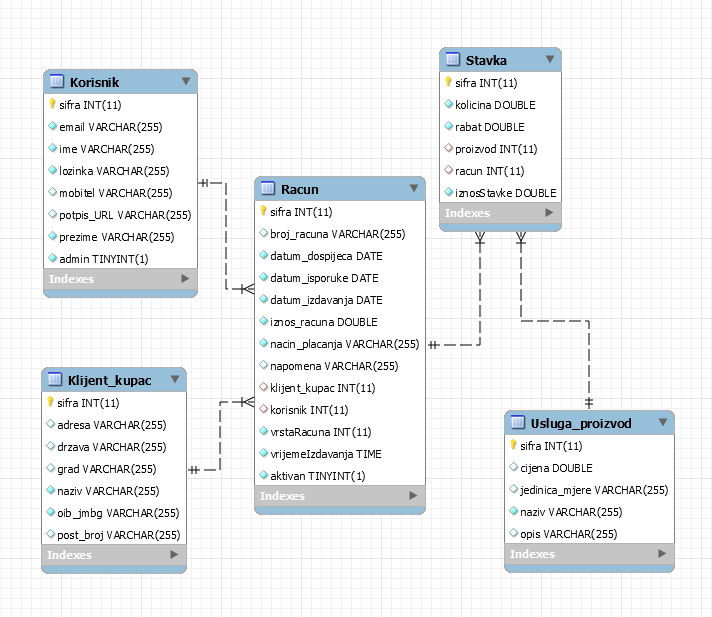 Korisnik
sifra INT(11)
email VARCHAR(255)
ime VARCHAR(255)
lozinka VARCHAR(255)
mobitel VARCHAR(255)
potpis_URL VARCHAR(255)
prezime VARCHAR(255)
admin TINYINT(1)
Indexes
Klijent_kupac
sifra INT(11)
adresa VARCHAR(255)
drzava VARCHAR(255)
grad VARCHAR(255)
naziv VARCHAR(255)
oib_jmbg VARCHAR(255)
post_broj VARCHAR(255)
Indexes
Racun
sifra INT(11)
broj_racuna VARCHAR(255)
datum_dospijeca DATE
datum_isporuke DATE
datum_izdavanja DATE
iznos_racuna DOUBLE
nacin_placanja VARCHAR(255)
napomena VARCHAR(255)
klijent_kupac INT(11)
korisnik INT(11)
vrstaRacuna INT(11)
vrijemeIzdavanja TIME
aktivan TINYINT(1)
Indexes
Stavka
sifra INT(11)
kolicina DOUBLE
rabat DOUBLE
proizvod INT(11)
racun INT(11)
iznosStavke DOUBLE
Indexes
Usluga_proizvod
sifra INT(11)
cijena DOUBLE
jedinica_mjere VARCHAR(255)
naziv VARCHAR(255)
opis VARCHAR(255)
Indexes